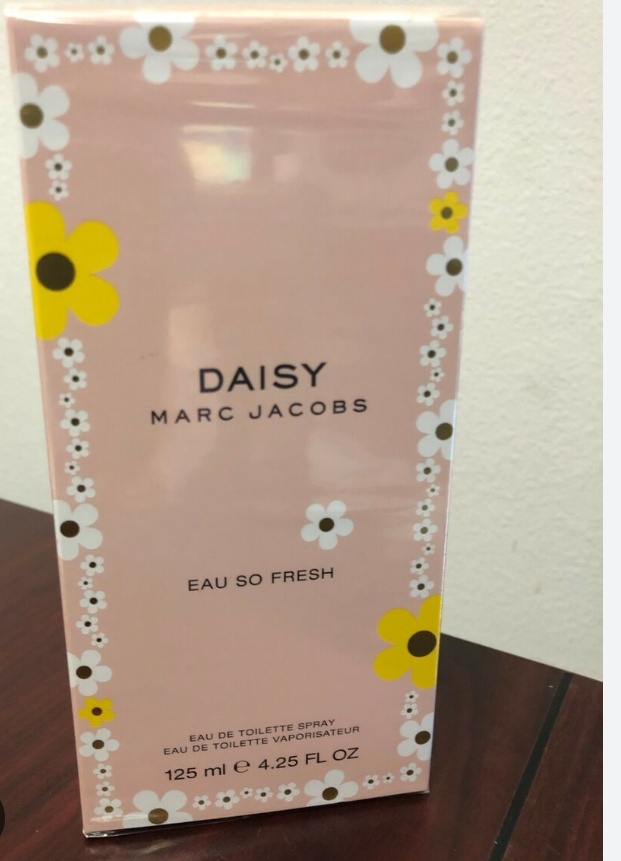 DAISY
MARC JACOBS
EAU SO FRESH
EAU DE TOILETTE SPRAY
EAU DE TOILETTE VAPORISATEUR
125 ml ℮ 4.25 FL OZ